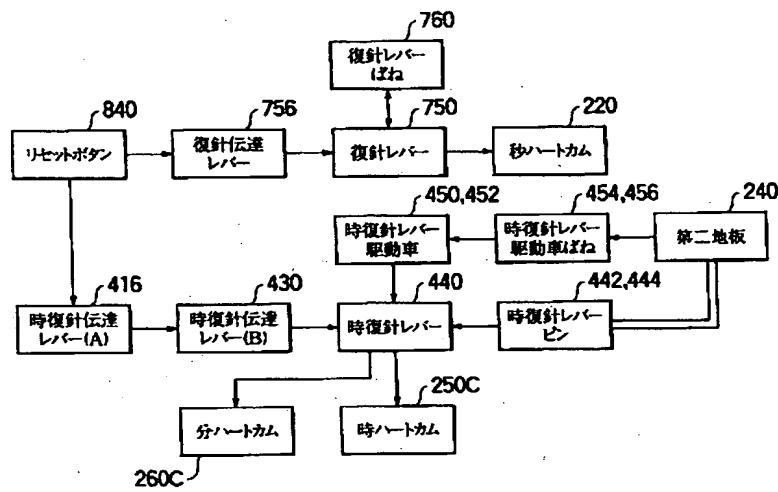 760
復針レバー
ばね
840
756
750
220
リセットボタン
復針伝達
レバー
復針レバー
秒ハートカム
450,452
454,456
240
時復針レバー
駆動車
時復針レバー
駆動車ばね
第二地板
416
430
440
442,444
時復針伝達
レバー(A)
時復針伝達
レバー(B)
時復針レバー
時復針レバー
ピン
250C
分ハートカム
時ハートカム
260C